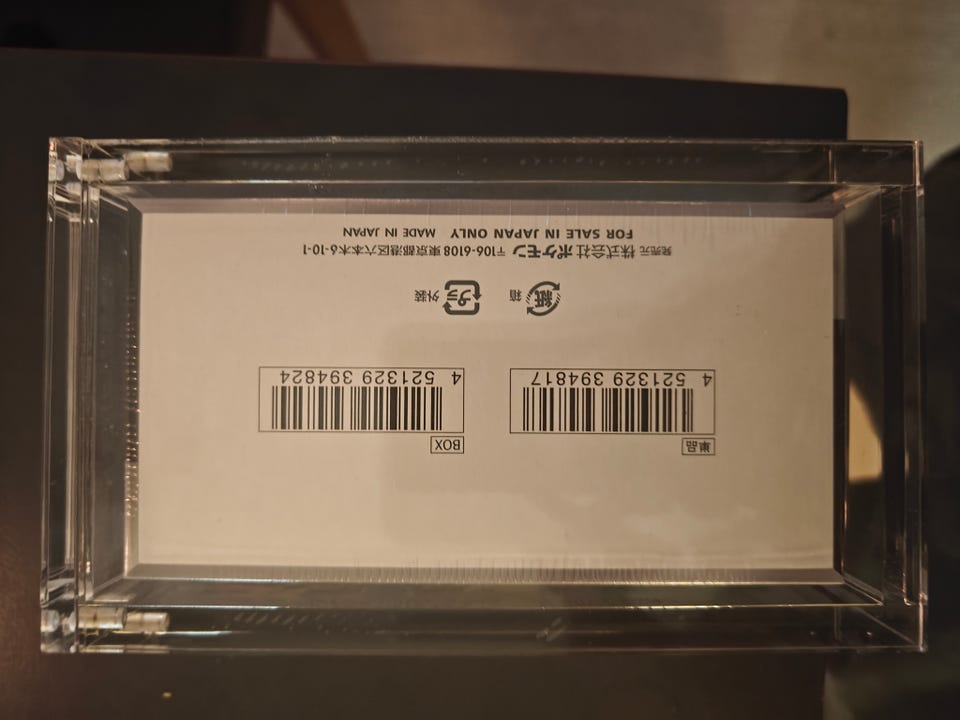 単品 BOX
4 521329 394817 4 521329 394824
紙 箱 プラ 外装
発売元 株式会社ポケモン 〒106-6108 東京都港区六本木6-10-1
FOR SALE IN JAPAN ONLY MADE IN JAPAN